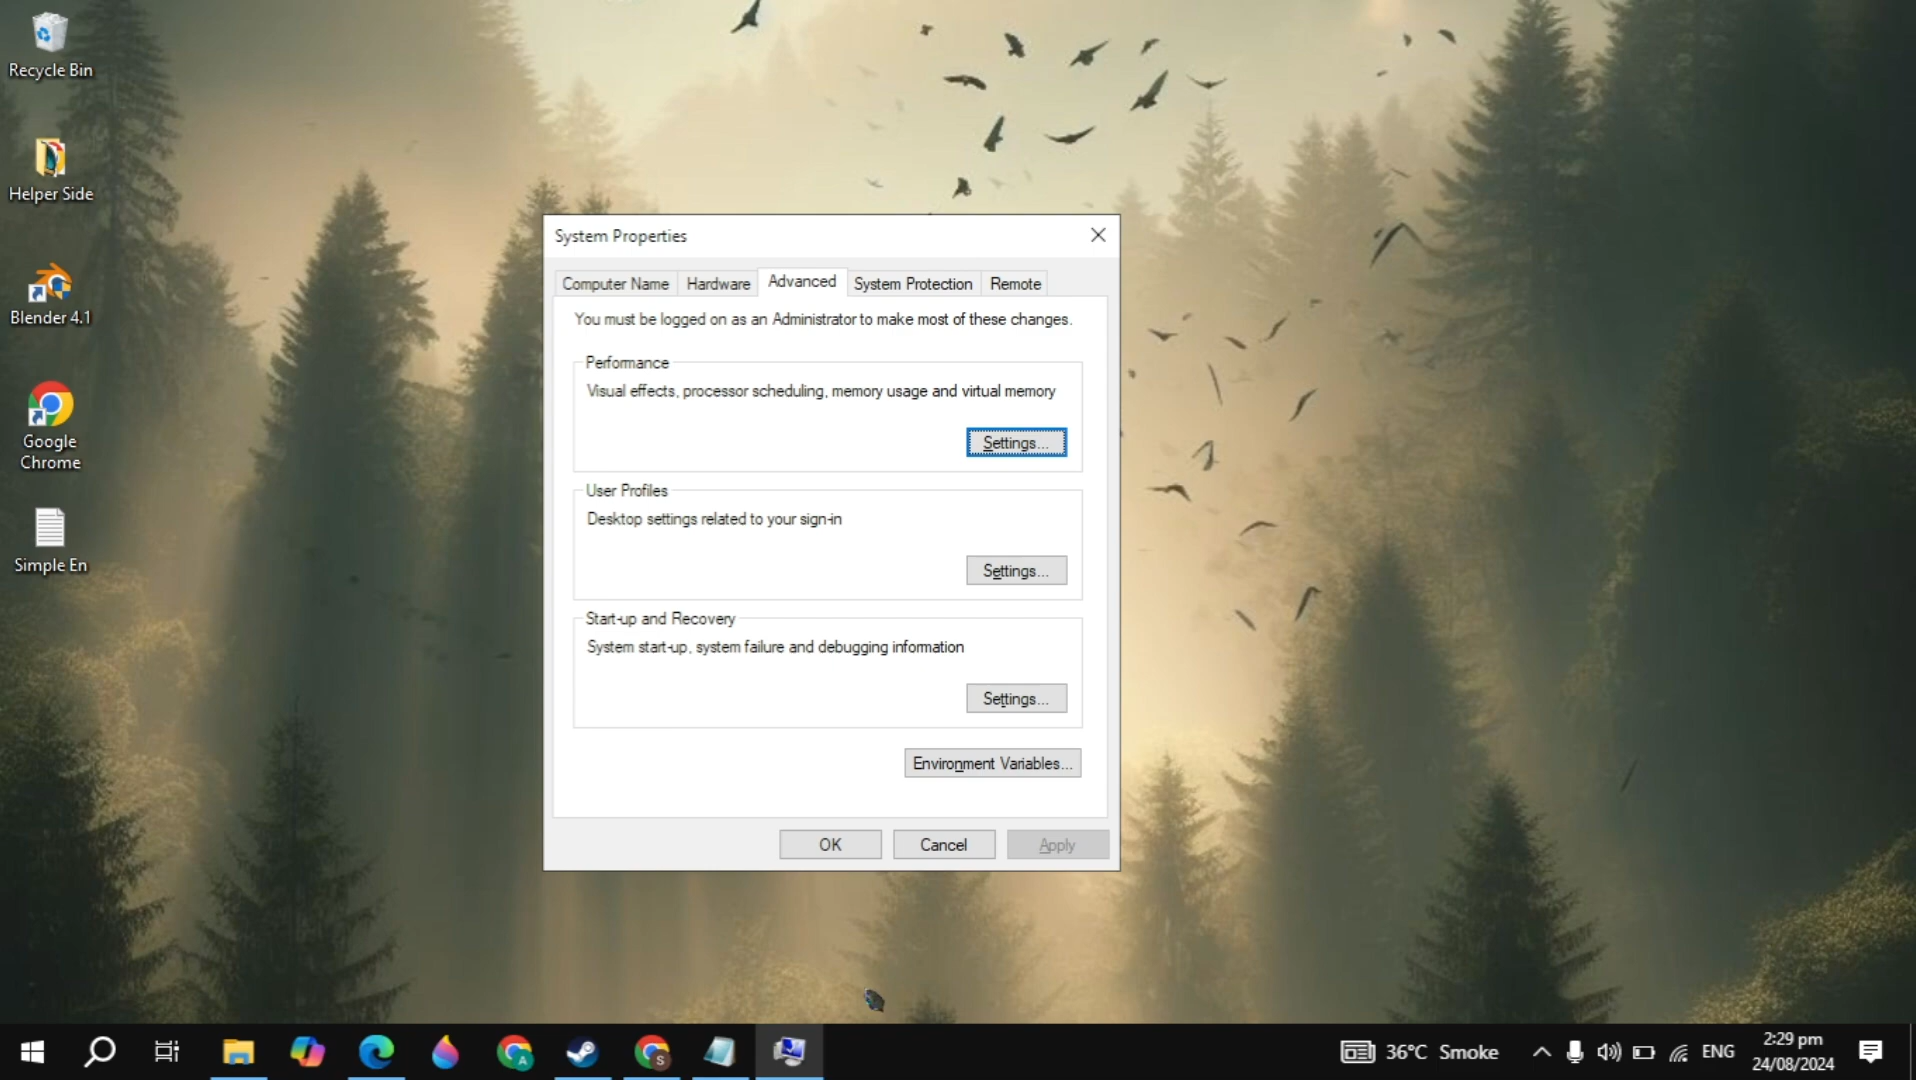 Recycle Bin
Helper Side
Blender 4.1
Google
Chrome
Simple En
System Properties
Computer Name
Hardware
Advanced
System Protection
Remote
You must be logged on as an Administrator to make most of these changes.
Performance
Visual effects, processor scheduling, memory usage and virtual memory
Settings...
User Profiles
Desktop settings related to your sign-in
Settings...
Start-up and Recovery
System start-up, system failure and debugging information
Settings...
Environment Variables...
OK
Cancel
Apply
A
S
36°C Smoke
ENG
2:29 pm
24/08/2024